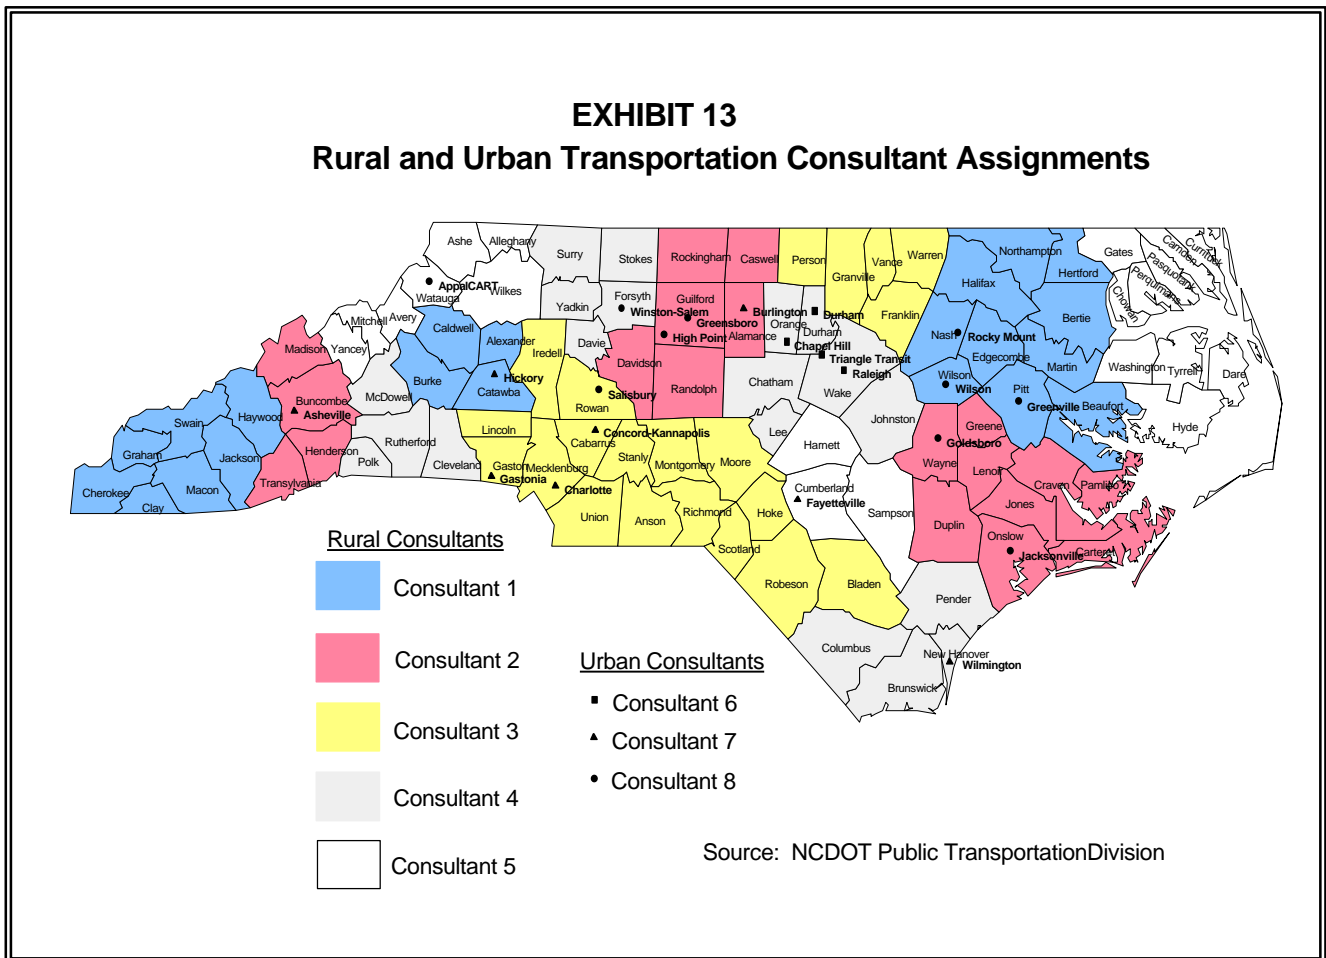 EXHIBIT 13
Rural and Urban Transportation Consultant Assignments
Ashe
Alleghany
Surry
Stokes
Rockingham
Caswell
Person
Granville
Vance
Warren
Northampton
Halifax
Hertford
Gates
Camden
Currituck
Pasquotank
Perquimans
Chowan
Bertie
AppalCART
Watauga
Wilkes
Yadkin
Forsyth
Winston-Salem
Guilford
Greensboro
High Point
Burlington
Alamance
Orange
Durham
Durham
Chapel Hill
Triangle Transit
Raleigh
Wake
Franklin
Nash
Rocky Mount
Edgecombe
Martin
Washington
Tyrrell
Dare
Mitchell
Avery
Yancey
Madison
Caldwell
Alexander
Iredell
Davie
Davidson
Randolph
Chatham
Johnston
Wilson
Wilson
Pitt
Greenville
Beaufort
Hyde
Burke
Hickory
Catawba
Salisbury
Rowan
McDowell
Buncombe
Asheville
Haywood
Swain
Graham
Jackson
Macon
Cherokee
Clay
Henderson
Transylvania
Polk
Rutherford
Cleveland
Lincoln
Gaston
Gastonia
Mecklenburg
Charlotte
Cabarrus
Concord-Kannapolis
Stanly
Montgomery
Moore
Lee
Harnett
Goldsboro
Wayne
Greene
Lenoir
Craven
Pamlico
Jones
Cumberland
Fayetteville
Sampson
Duplin
Onslow
Jacksonville
Carteret
Union
Anson
Richmond
Hoke
Scotland
Robeson
Bladen
Pender
Columbus
New Hanover
Wilmington
Brunswick
Rural Consultants
Consultant 1
Consultant 2
Consultant 3
Consultant 4
Consultant 5
Urban Consultants
Consultant 6
Consultant 7
Consultant 8
Source: NCDOT Public TransportationDivision